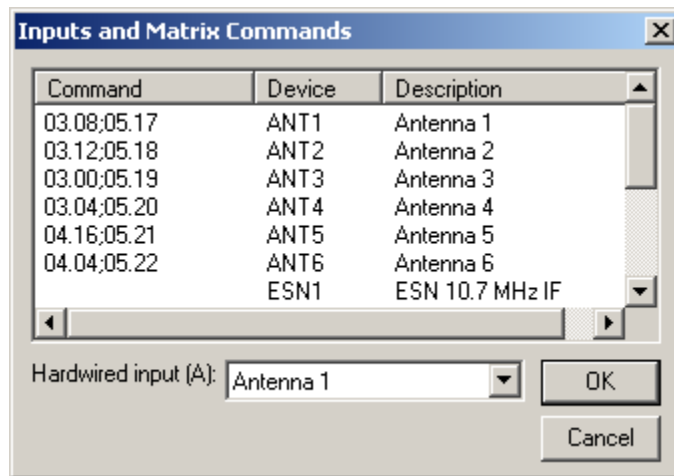 Inputs and Matrix Commands
Command Device Description
03.08;05.17 ANT1 Antenna 1
03.12;05.18 ANT2 Antenna 2
03.00;05.19 ANT3 Antenna 3
03.04;05.20 ANT4 Antenna 4
04.16;05.21 ANT5 Antenna 5
04.04;05.22 ANT6 Antenna 6
ESN1 ESN 10.7 MHz IF
Hardwired input (A): Antenna 1 OK
Cancel